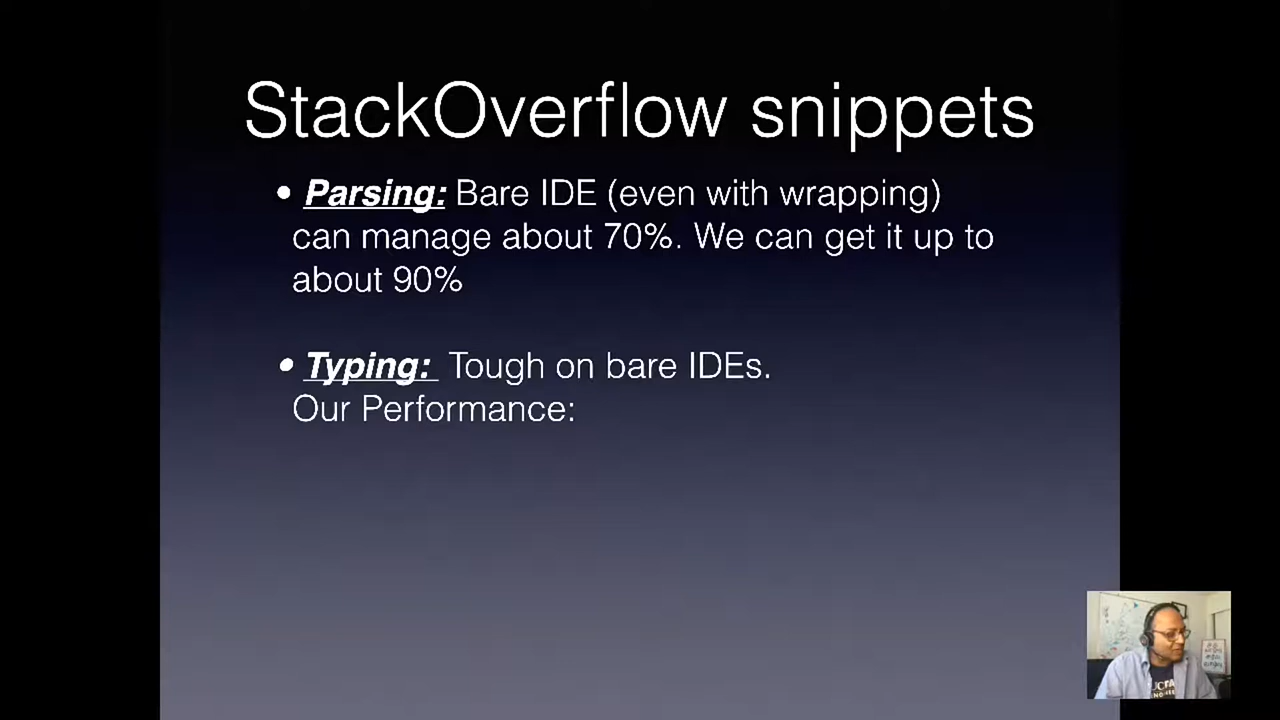 StackOverflow snippets
• Parsing: Bare IDE (even with wrapping)
can manage about 70%. We can get it up to
about 90%
• Typing: Tough on bare IDEs.
Our Performance: